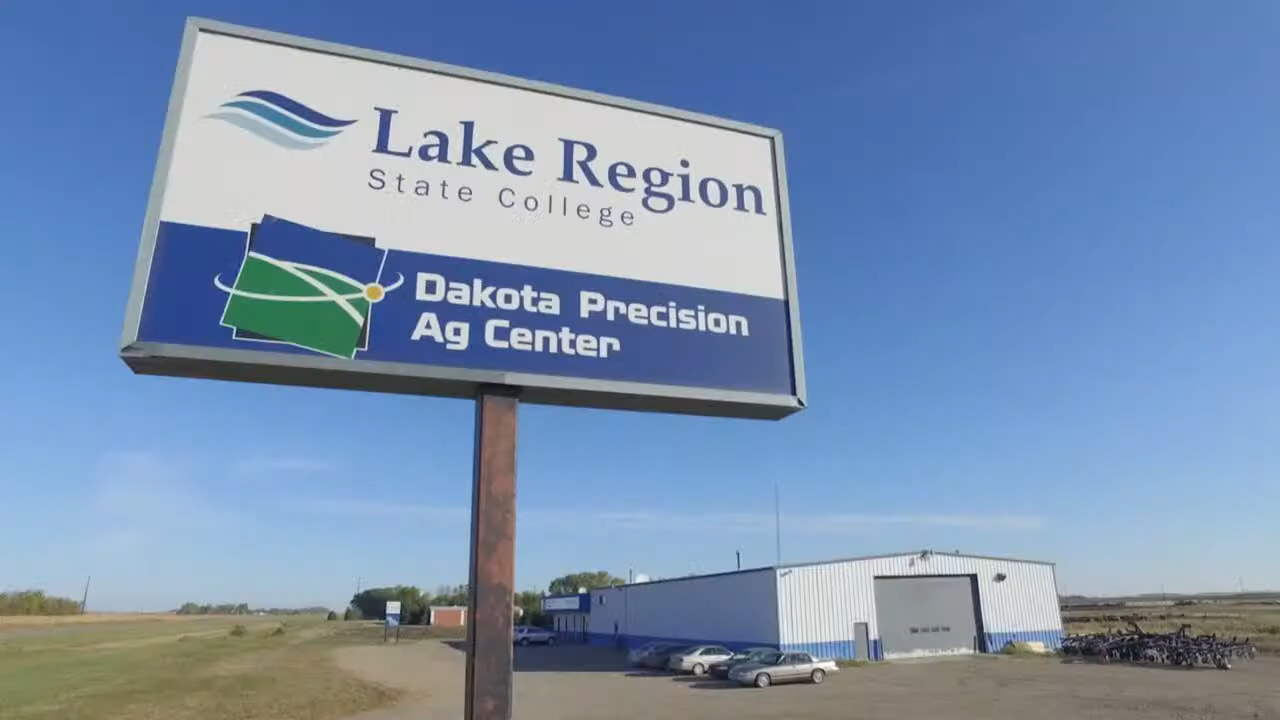 Lake Region
State College
Dakota Precision
Ag Center